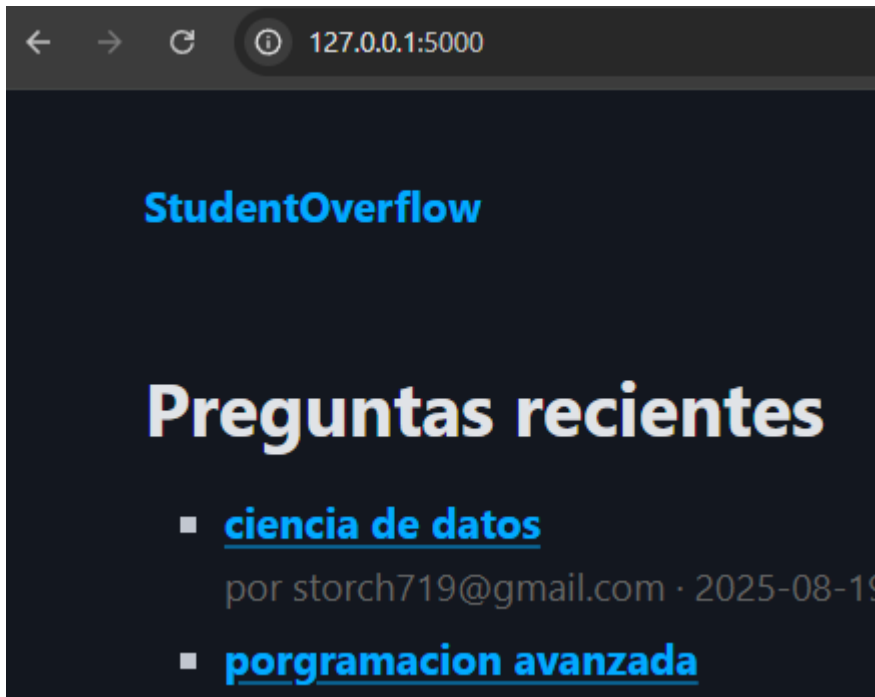 127.0.0.1:5000
StudentOverflow
Preguntas recientes
ciencia de datos
por storch719@gmail.com · 2025-08-19
porgramacion avanzada